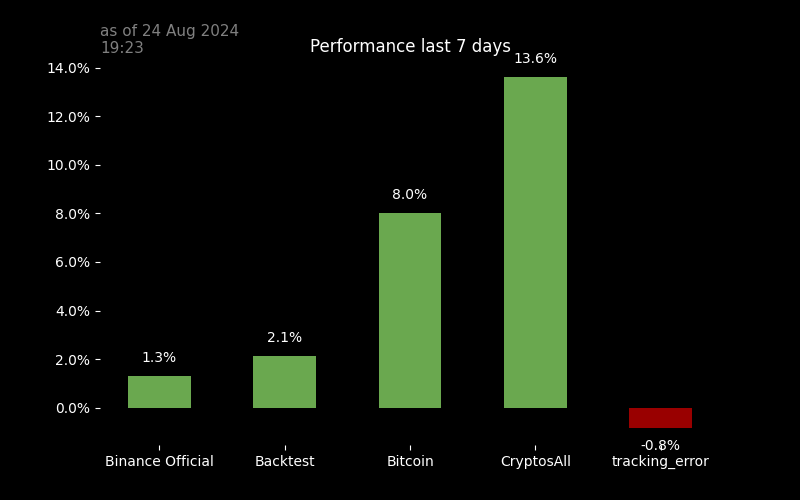 as of 24 Aug 2024
19:23
Performance last 7 days
14.0%
12.0%
10.0%
8.0%
6.0%
4.0%
2.0%
0.0%
1.3%
2.1%
8.0%
13.6%
-0.8%
Binance Official
Backtest
Bitcoin
CryptosAll
tracking_error